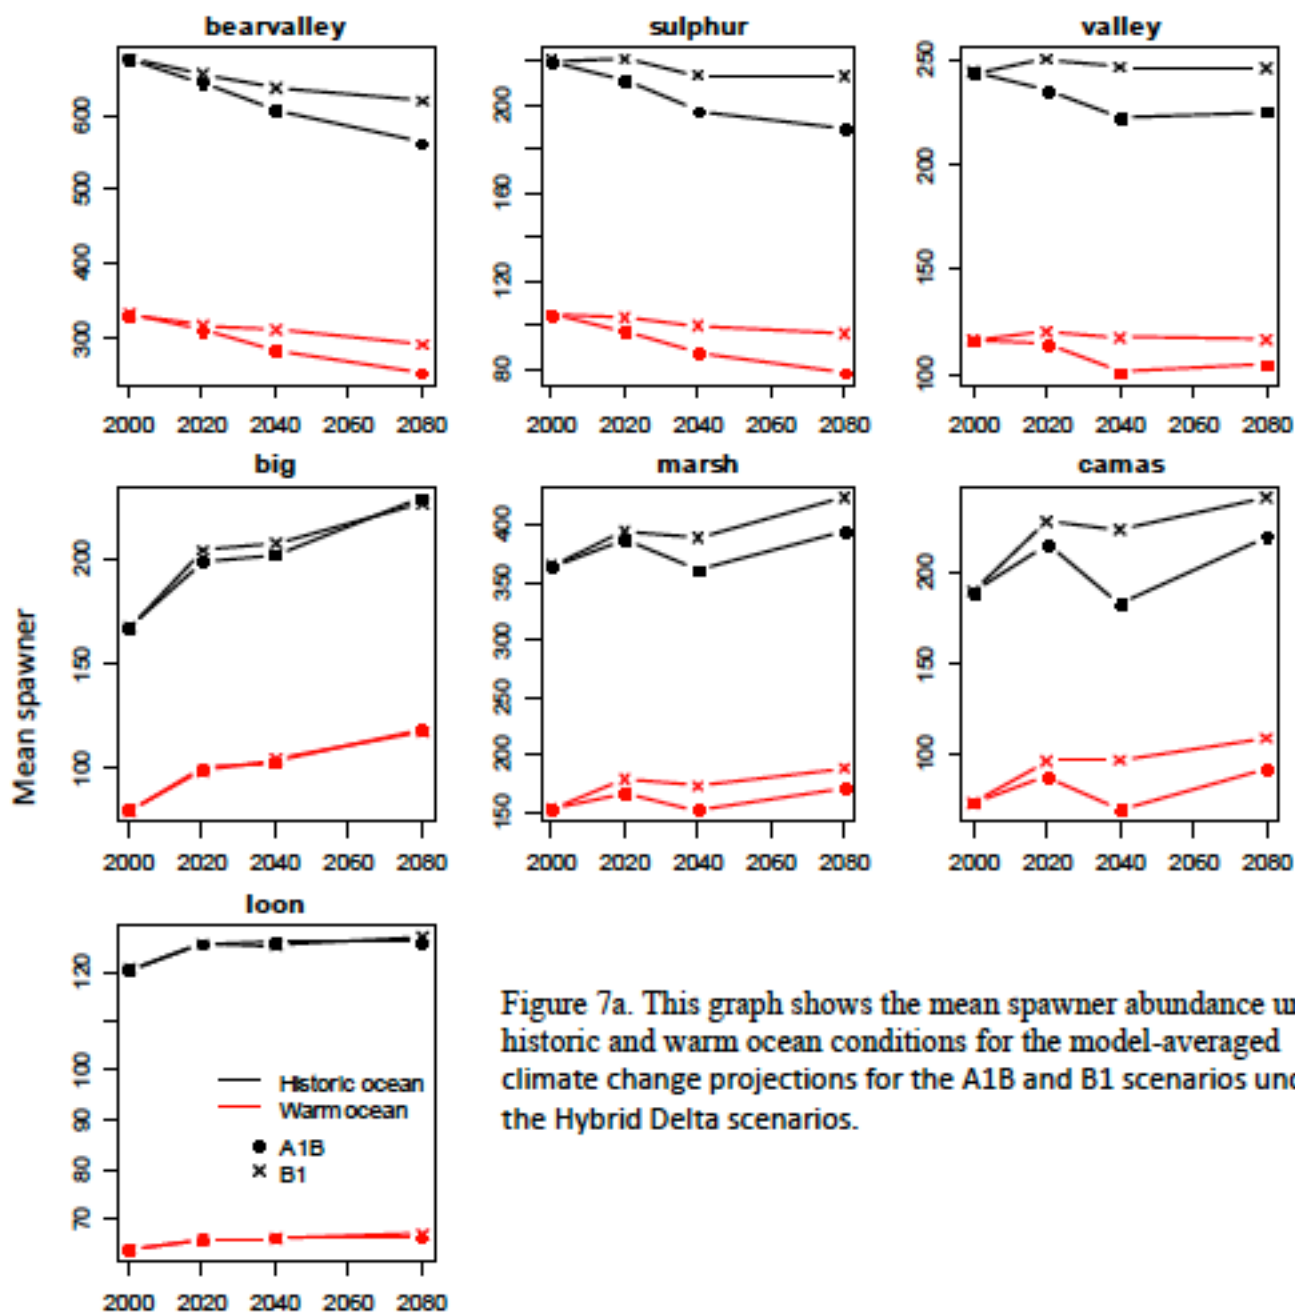 bearvalley
sulphur
valley
600
500
400
300
2000 2020 2040 2060 2080
200
160
120
80
2000 2020 2040 2060 2080
250
200
150
100
2000 2020 2040 2060 2080
big
marsh
camas
Mean spawner
200
150
100
2000 2020 2040 2060 2080
400
350
300
250
200
150
2000 2020 2040 2060 2080
200
150
100
2000 2020 2040 2060 2080
loon
120
100
90
80
70
Historic ocean
Warm ocean
A1B
B1
2000 2020 2040 2060 2080
Figure 7a. This graph shows the mean spawner abundance
historic and warm ocean conditions for the model-averaged
climate change projections for the A1B and B1 scenarios
the Hybrid Delta scenarios.